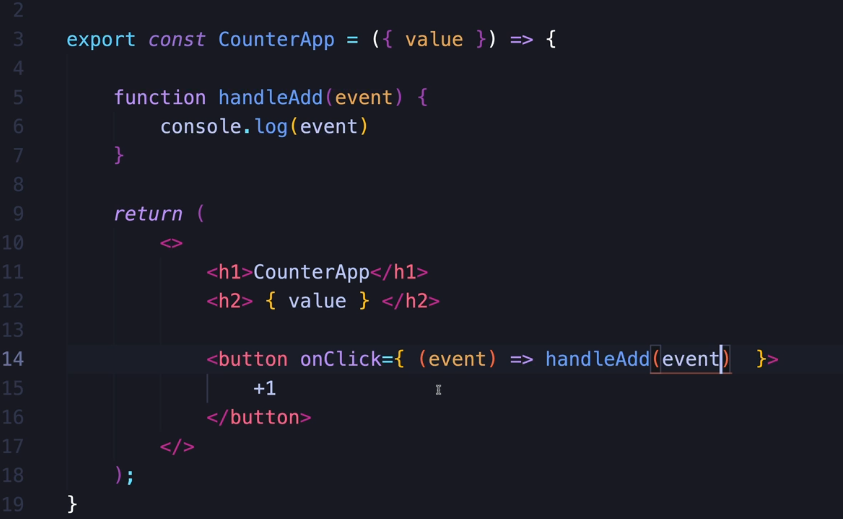 2
3 export const CounterApp = ({ value }) => {
4
5 function handleAdd(event) {
6 console.log(event)
7 }
8
9 return (
10 <>
11 <h1>CounterApp</h1>
12 <h2> { value } </h2>
13
14 <button onClick={ (event) => handleAdd(event)  }>
15 +1
16 </button>
17 </>
18 );
19 }